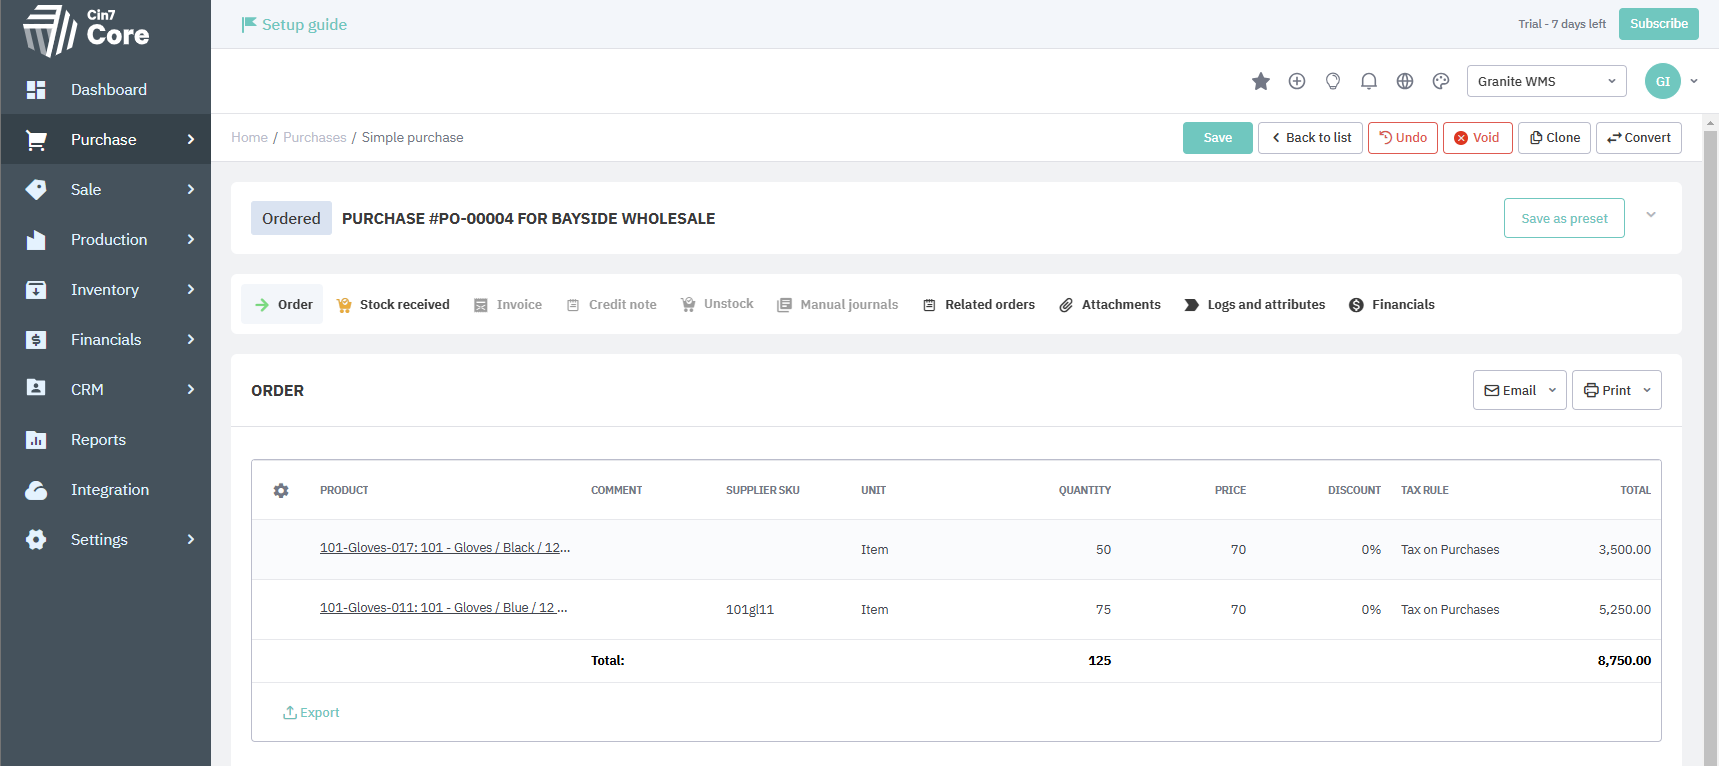 Cin7
Core
Setup guide
Trial - 7 days left
Subscribe
Granite WMS
GI
Dashboard
Purchase
Sale
Production
Inventory
Financials
CRM
Reports
Integration
Settings
Home / Purchases / Simple purchase
Save
Back to list
Undo
Void
Clone
Convert
Ordered
PURCHASE #PO-00004 FOR BAYSIDE WHOLESALE
Save as preset
Order
Stock received
Invoice
Credit note
Unstock
Manual journals
Related orders
Attachments
Logs and attributes
Financials
ORDER
Email
Print
PRODUCT COMMENT SUPPLIER SKU UNIT QUANTITY PRICE DISCOUNT TAX RULE TOTAL
101-Gloves-017: 101 - Gloves / Black / 12... Item 50 70 0% Tax on Purchases 3,500.00
101-Gloves-011: 101 - Gloves / Blue / 12 ... 101gl11 Item 75 70 0% Tax on Purchases 5,250.00
Total: 125 8,750.00
Export